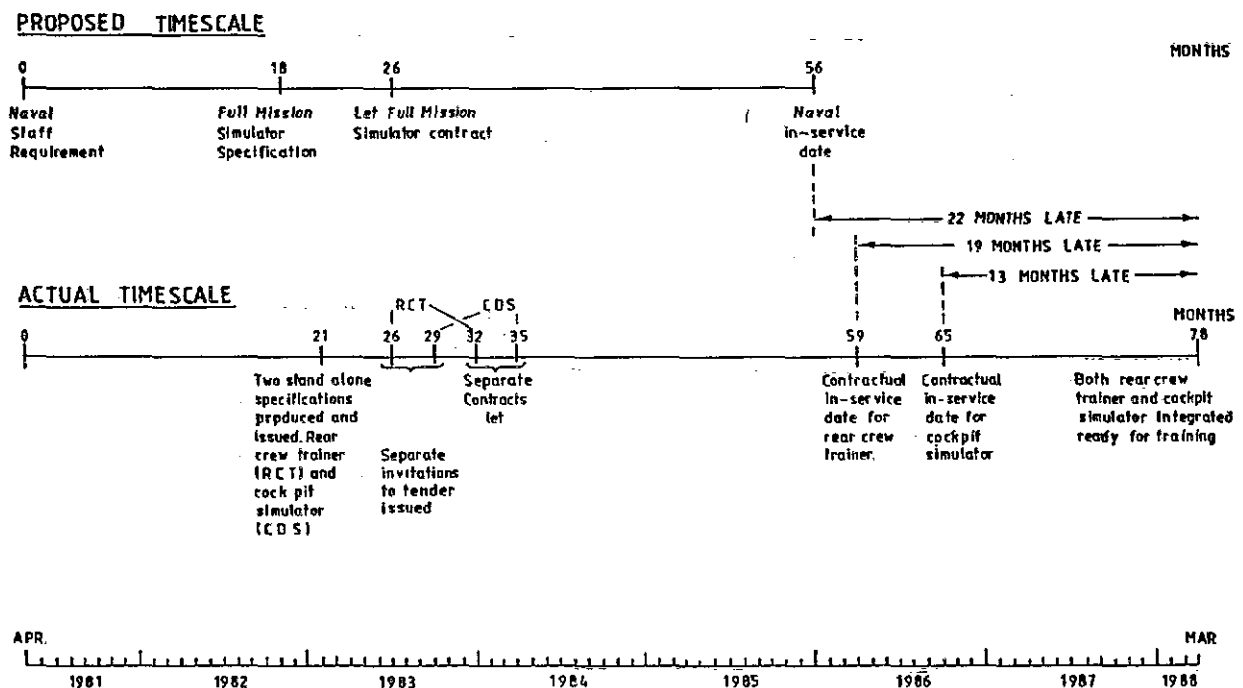 PROPOSED TIMESCALE
MONTHS
0 18 26 56
Naval
Staff
Requirement
Full Mission
Simulator
Specification
Let Full Mission
Simulator contract
Naval
in-service
date
22 MONTHS LATE
19 MONTHS LATE
13 MONTHS LATE
ACTUAL TIMESCALE
RCT CDS
MONTHS
0 21 26 29 32 35 59 65 78
Two stand alone
specifications
produced and
issued. Rear
crew trainer
(RCT) and
cock pit
simulator
(CDS)
Separate
invitations
to tender
issued
Separate
Contracts
let
Contractual
in-service
date for
rear crew
trainer.
Contractual
in-service
date for
cockpit
simulator
Both rear crew
trainer and cockpit
simulator integrated
ready for training
APR. MAR
1981 1982 1983 1984 1985 1986 1987 1988